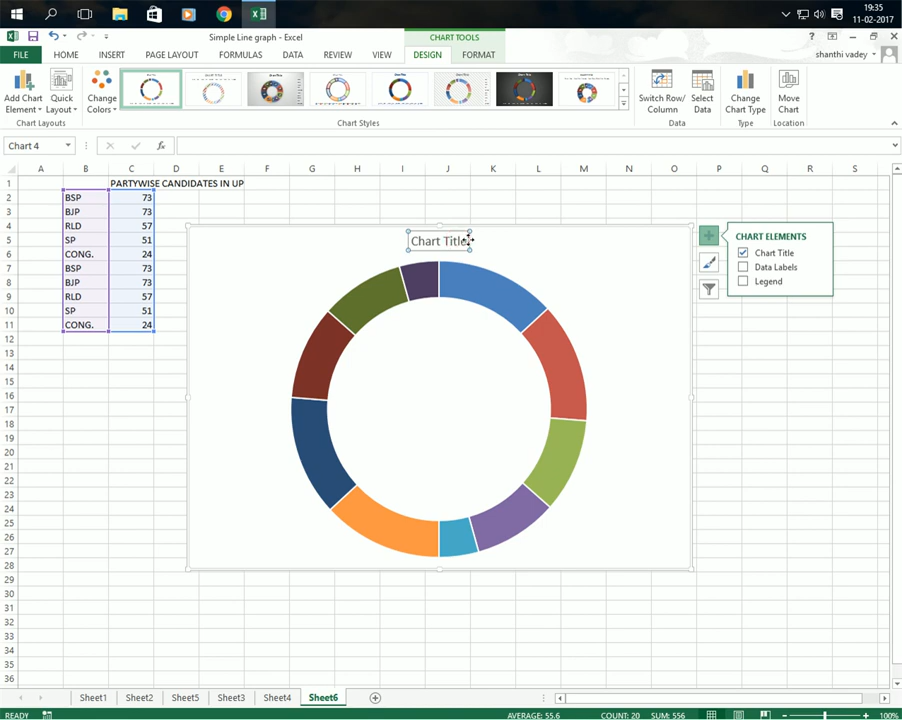 19:35
11-02-2017
Simple Line graph - Excel
CHART TOOLS
FILE HOME INSERT PAGE LAYOUT FORMULAS DATA REVIEW VIEW DESIGN FORMAT shanthi vadey
Add Chart Element Quick Layout Change Colors Switch Row/ Column Select Data Change Chart Type Move Chart
Chart Layouts Chart Styles Data Type Location
Chart 4 fx
A B C D E F G H I J K L M N O P Q R S
1 PARTYWISE CANDIDATES IN UP
2 BSP 73
3 BJP 73
4 RLD 57
5 SP 51
6 CONG. 24
7 BSP 73
8 BJP 73
9 RLD 57
10 SP 51
11 CONG. 24
12
13
14
15
16
17
18
19
20
21
22
23
24
25
26
27
28
29
30
31
32
33
34
35
36
Chart Title
CHART ELEMENTS
Chart Title
Data Labels
Legend
Sheet1 Sheet2 Sheet5 Sheet3 Sheet4 Sheet6
READY AVERAGE: 55.6 COUNT: 20 SUM: 556 100%